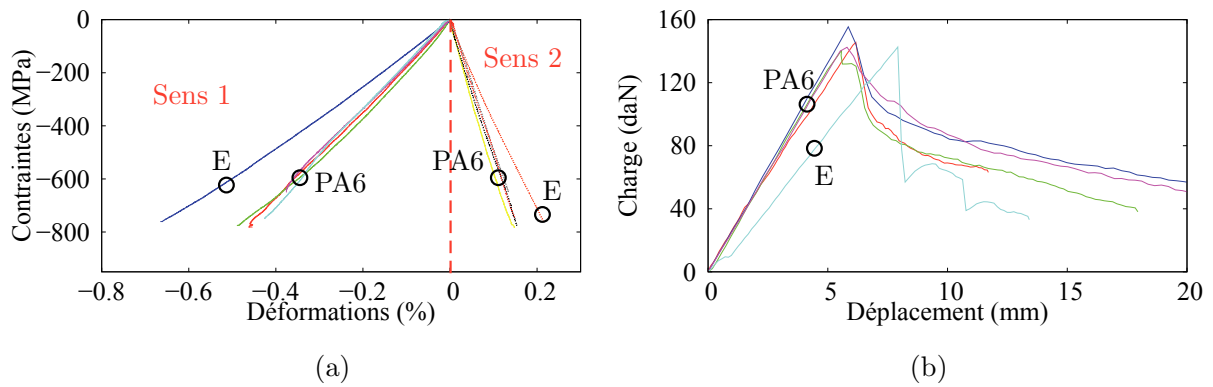 0
−200
−400
−600
−800
Contraintes (MPa)
Sens 1
Sens 2
E
PA6
PA6
E
−0.8
−0.6
−0.4
−0.2
0
0.2
Déformations (%)
(a)
160
120
80
40
0
Charge (daN)
PA6
E
0
5
10
15
20
Déplacement (mm)
(b)